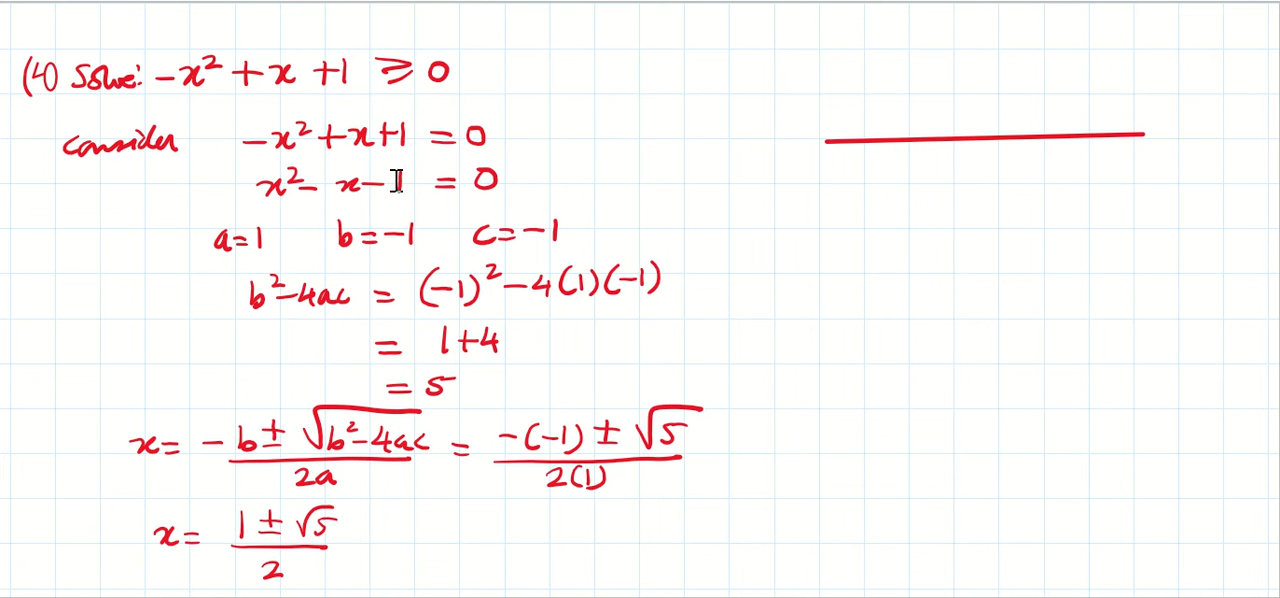 (4) Solve: -x² + x + 1 ≥ 0
consider -x² + x + 1 = 0
x² - x - 1 = 0
a = 1 b = -1 c = -1
b² - 4ac = (-1)² - 4(1)(-1)
= 1 + 4
= 5
x = (-b ± √(b² - 4ac))/2a = (-(-1) ± √5)/2(1)
x = (1 ± √5)/2